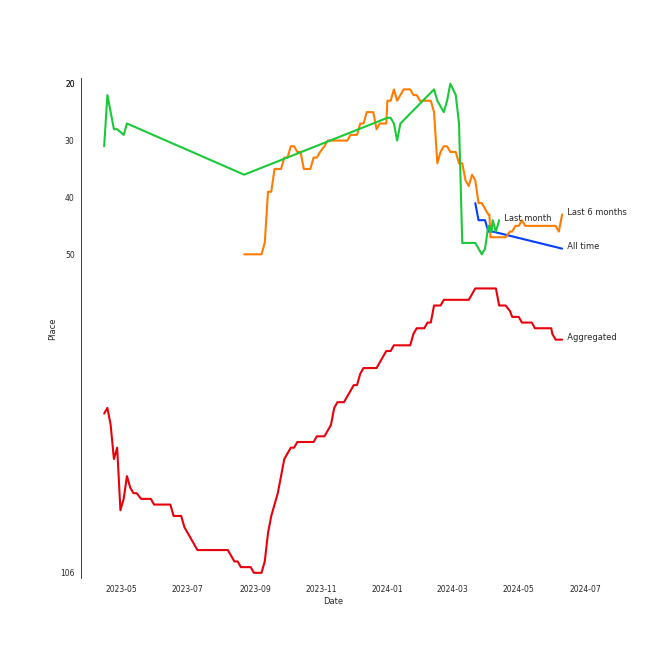 20
30
40
50
106
Place
Last month
Last 6 months
All time
Aggregated
2023-05 2023-07 2023-09 2023-11 2024-01 2024-03 2024-05 2024-07
Date